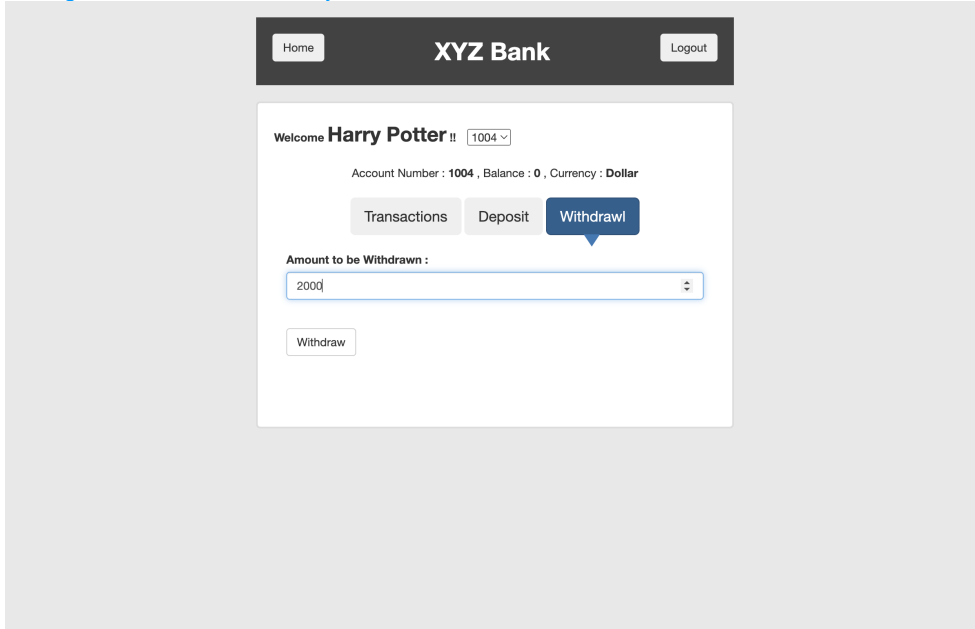 Home
XYZ Bank
Logout
Welcome Harry Potter !! 1004
Account Number : 1004 , Balance : 0 , Currency : Dollar
Transactions
Deposit
Withdrawl
Amount to be Withdrawn :
2000
Withdraw